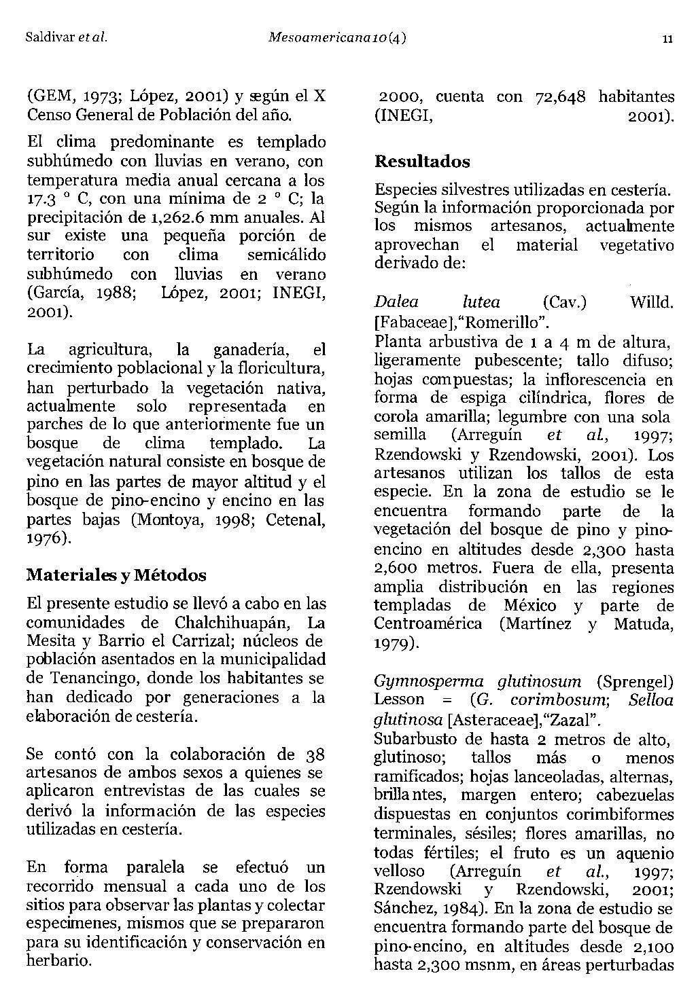 Saldivar et al. Mesoamericana 10(4) 11
(GEM, 1973; López, 2001) y según el X
Censo General de Población del año.
El clima predominante es templado
subhúmedo con lluvias en verano, con
temperatura media anual cercana a los
17.3 ° C, con una mínima de 2 ° C; la
precipitación de 1,262.6 mm anuales. Al
sur existe una pequeña porción de
territorio con clima semicálido
subhúmedo con lluvias en verano
(García, 1988; López, 2001; INEGI,
2001).
La agricultura, la ganadería, el
crecimiento poblacional y la floricultura,
han perturbado la vegetación nativa,
actualmente solo representada en
parches de lo que anteriormente fue un
bosque de clima templado. La
vegetación natural consiste en bosque de
pino en las partes de mayor altitud y el
bosque de pino-encino y encino en las
partes bajas (Montoya, 1998; Cetenal,
1976).
Materiales y Métodos
El presente estudio se llevó a cabo en las
comunidades de Chalchihuapán, La
Mesita y Barrio el Carrizal; núcleos de
población asentados en la municipalidad
de Tenancingo, donde los habitantes se
han dedicado por generaciones a la
elaboración de cestería.
Se contó con la colaboración de 38
artesanos de ambos sexos a quienes se
aplicaron entrevistas de las cuales se
derivó la información de las especies
utilizadas en cestería.
En forma paralela se efectuó un
recorrido mensual a cada uno de los
sitios para observar las plantas y colectar
especimenes, mismos que se prepararon
para su identificación y conservación en
herbario.
2000, cuenta con 72,648 habitantes
(INEGI, 2001).
Resultados
Especies silvestres utilizadas en cestería.
Según la información proporcionada por
los mismos artesanos, actualmente
aprovechan el material vegetativo
derivado de:
Dalea lutea (Cav.) Willd.
[Fabaceae],“Romerillo”.
Planta arbustiva de 1 a 4 m de altura,
ligeramente pubescente; tallo difuso;
hojas compuestas; la inflorescencia en
forma de espiga cilíndrica, flores de
corola amarilla; legumbre con una sola
semilla (Arreguín et al., 1997;
Rzendowski y Rzendowski, 2001). Los
artesanos utilizan los tallos de esta
especie. En la zona de estudio se le
encuentra formando parte de la
vegetación del bosque de pino y pino-
encino en altitudes desde 2,300 hasta
2,600 metros. Fuera de ella, presenta
amplia distribución en las regiones
templadas de México y parte de
Centroamérica (Martínez y Matuda,
1979).
Gymnosperma glutinosum (Sprengel)
Lesson = (G. corimbosum; Selloa
glutinosa [Asteraceae],“Zazal”.
Subarbusto de hasta 2 metros de alto,
glutinoso; tallos más o menos
ramificados; hojas lanceoladas, alternas,
brillantes, margen entero; cabezuelas
dispuestas en conjuntos corimbiformes
terminales, sésiles; flores amarillas, no
todas fértiles; el fruto es un aquenio
velloso (Arreguín et al., 1997;
Rzendowski y Rzendowski, 2001;
Sánchez, 1984). En la zona de estudio se
encuentra formando parte del bosque de
pino-encino, en altitudes desde 2,100
hasta 2,300 msnm, en áreas perturbadas